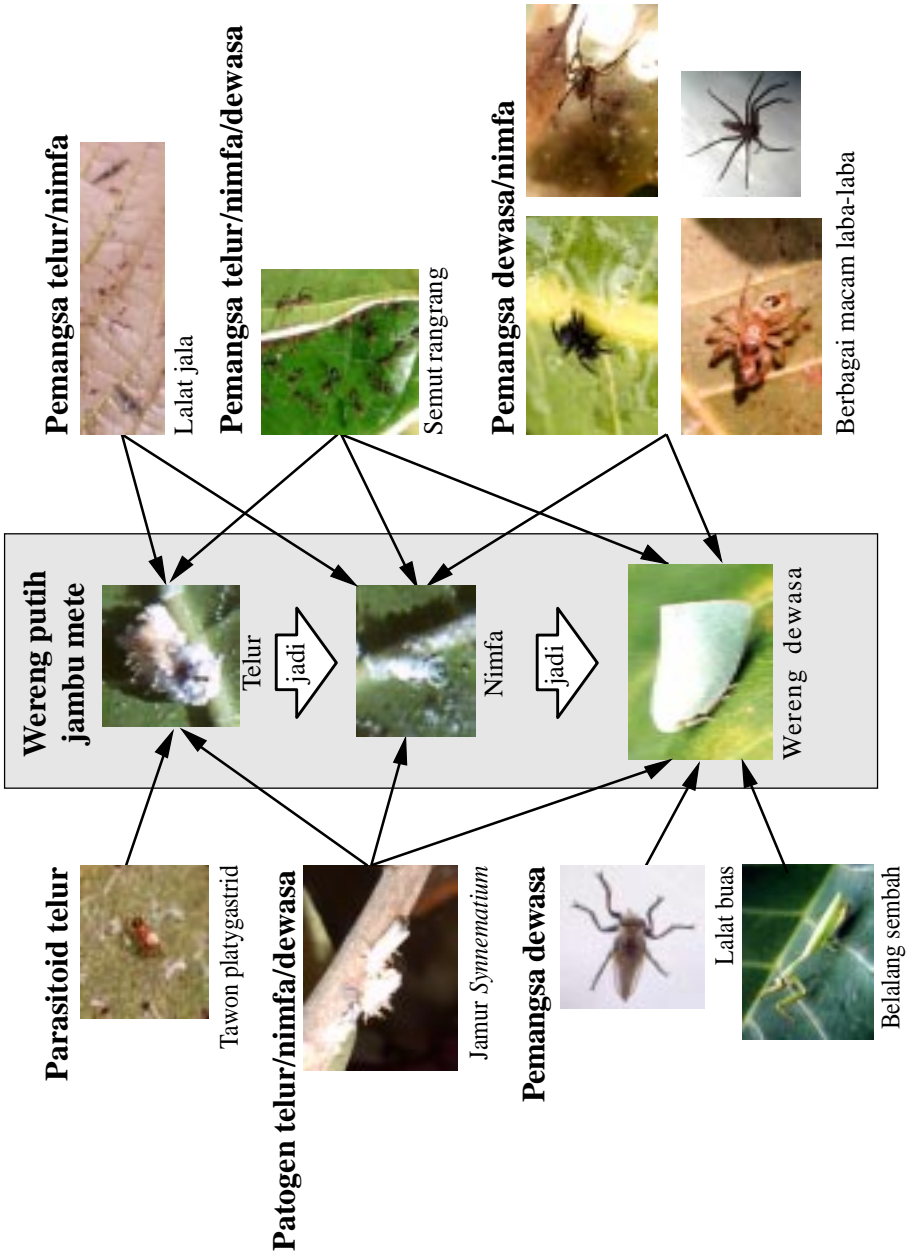 Parasitoid telur
Tawon platygastrid
Patogen telur/nimfa/dewasa
Jamur Synnematium
Pemangsa dewasa
Lalat buas
Belalang sembah
Wereng putih
jambu mete
Telur
jadi
Nimfa
jadi
Wereng dewasa
Pemangsa telur/nimfa
Lalat jala
Pemangsa telur/nimfa/dewasa
Semut rangrang
Pemangsa dewasa/nimfa
Berbagai macam laba-laba